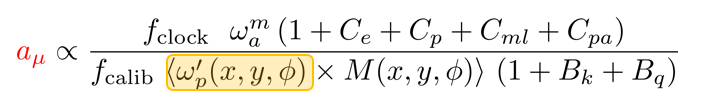 a_μ ∝ f_clock ω_a^m (1 + C_e + C_p + C_ml + C_pa)
f_calib ⟨ω′_p(x, y, ϕ) × M(x, y, ϕ)⟩ (1 + B_k + B_q)